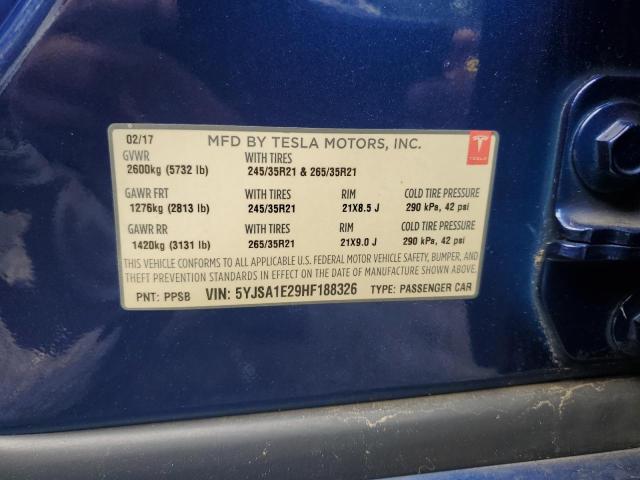 02/17 MFD BY TESLA MOTORS, INC.
TESLA
GVWR WITH TIRES
2600kg (5732 lb) 245/35R21 & 265/35R21
GAWR FRT WITH TIRES RIM COLD TIRE PRESSURE
1276kg (2813 lb) 245/35R21 21X8.5 J 290 kPa, 42 psi
GAWR RR WITH TIRES RIM COLD TIRE PRESSURE
1420kg (3131 lb) 265/35R21 21X9.0 J 290 kPa, 42 psi
THIS VEHICLE CONFORMS TO ALL APPLICABLE U.S. FEDERAL MOTOR VEHICLE SAFETY, BUMPER, AND
THEFT PREVENTION STANDARDS IN EFFECT ON THE DATE OF MANUFACTURE SHOWN ABOVE.
PNT: PPSB VIN: 5YJSA1E29HF188326 TYPE: PASSENGER CAR